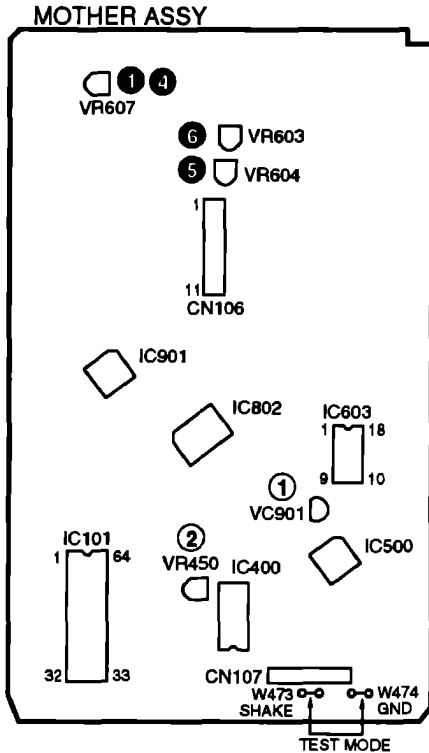 MOTHER ASSY
1 4
VR607
6 VR603
5 VR604
1
11
CN106
IC901
IC802
IC603
1 18
9 10
1
VC901
IC101
1 64
2
VR450
IC400
IC500
32 33
CN107
W473 W474
SHAKE GND
TEST MODE